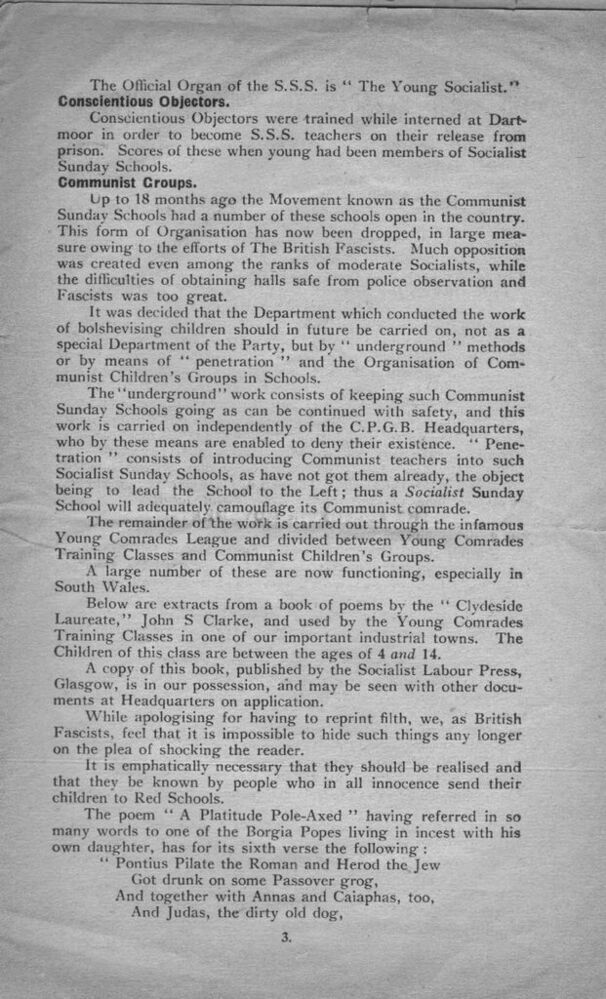 The Official Organ of the S.S.S. is “ The Young Socialist.”
Conscientious Objectors.
Conscientious Objectors were trained while interned at Dart-
moor in order to become S.S.S. teachers on their release from
prison. Scores of these when young had been members of Socialist
Sunday Schools.
Communist Groups.
Up to 18 months ago the Movement known as the Communist
Sunday Schools had a number of these schools open in the country.
This form of Organisation has now been dropped, in large mea-
sure owing to the efforts of The British Fascists. Much opposition
was created even among the ranks of moderate Socialists, while
the difficulties of obtaining halls safe from police observation and
Fascists was too great.
It was decided that the Department which conducted the work
of bolshevising children should in future be carried on, not as a
special Department of the Party, but by “ underground ” methods
or by means of “ penetration ” and the Organisation of Com-
munist Children's Groups in Schools.
The “underground” work consists of keeping such Communist
Sunday Schools going as can be continued with safety, and this
work is carried on independently of the C.P.G.B. Headquarters,
who by these means are enabled to deny their existence. “ Pene-
tration ” consists of introducing Communist teachers into such
Socialist Sunday Schools, as have not got them already, the object
being to lead the School to the Left; thus a Socialist Sunday
School will adequately camouflage its Communist comrade.
The remainder of the work is carried out through the infamous
Young Comrades League and divided between Young Comrades
Training Classes and Communist Children's Groups.
A large number of these are now functioning, especially in
South Wales.
Below are extracts from a book of poems by the “ Clydeside
Laureate,” John S Clarke, and used by the Young Comrades
Training Classes in one of our important industrial towns. The
Children of this class are between the ages of 4 and 14.
A copy of this book, published by the Socialist Labour Press,
Glasgow, is in our possession, and may be seen with other docu-
ments at Headquarters on application.
While apologising for having to reprint filth, we, as British
Fascists, feel that it is impossible to hide such things any longer
on the plea of shocking the reader.
It is emphatically necessary that they should be realised and
that they be known by people who in all innocence send their
children to Red Schools.
The poem “ A Platitude Pole-Axed ” having referred in so
many words to one of the Borgia Popes living in incest with his
own daughter, has for its sixth verse the following :
“ Pontius Pilate the Roman and Herod the Jew
Got drunk on some Passover grog,
And together with Annas and Caiaphas, too,
And Judas, the dirty old dog,
3.